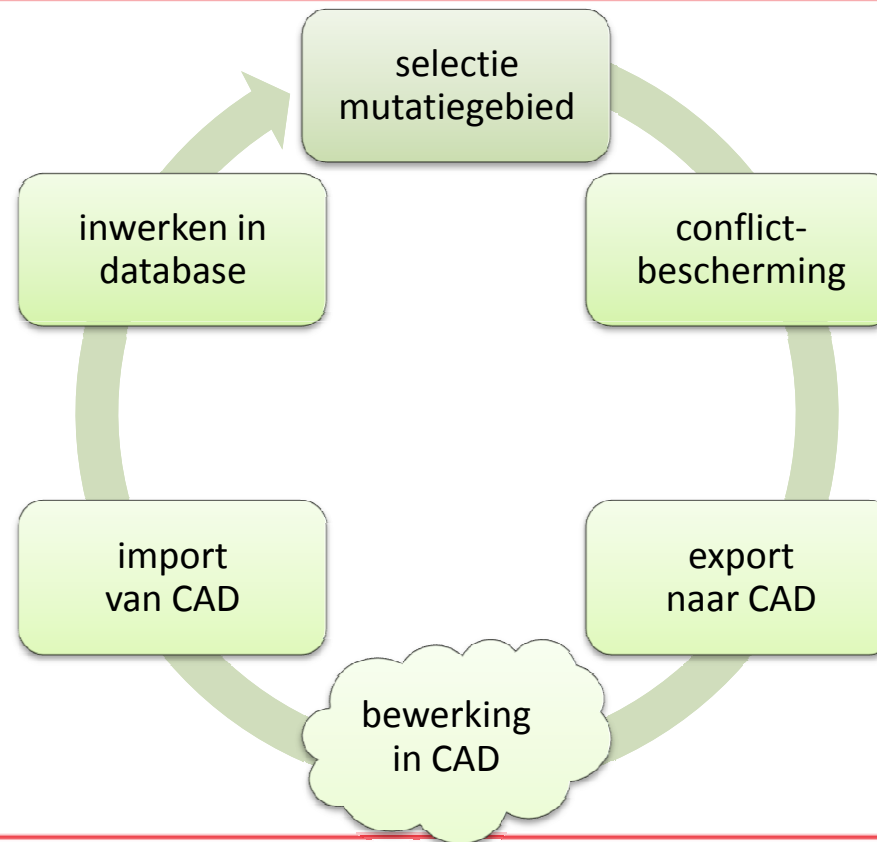 selectie
mutatiegebied
conflict-
bescherming
export
naar CAD
bewerking
in CAD
import
van CAD
inwerken in
database